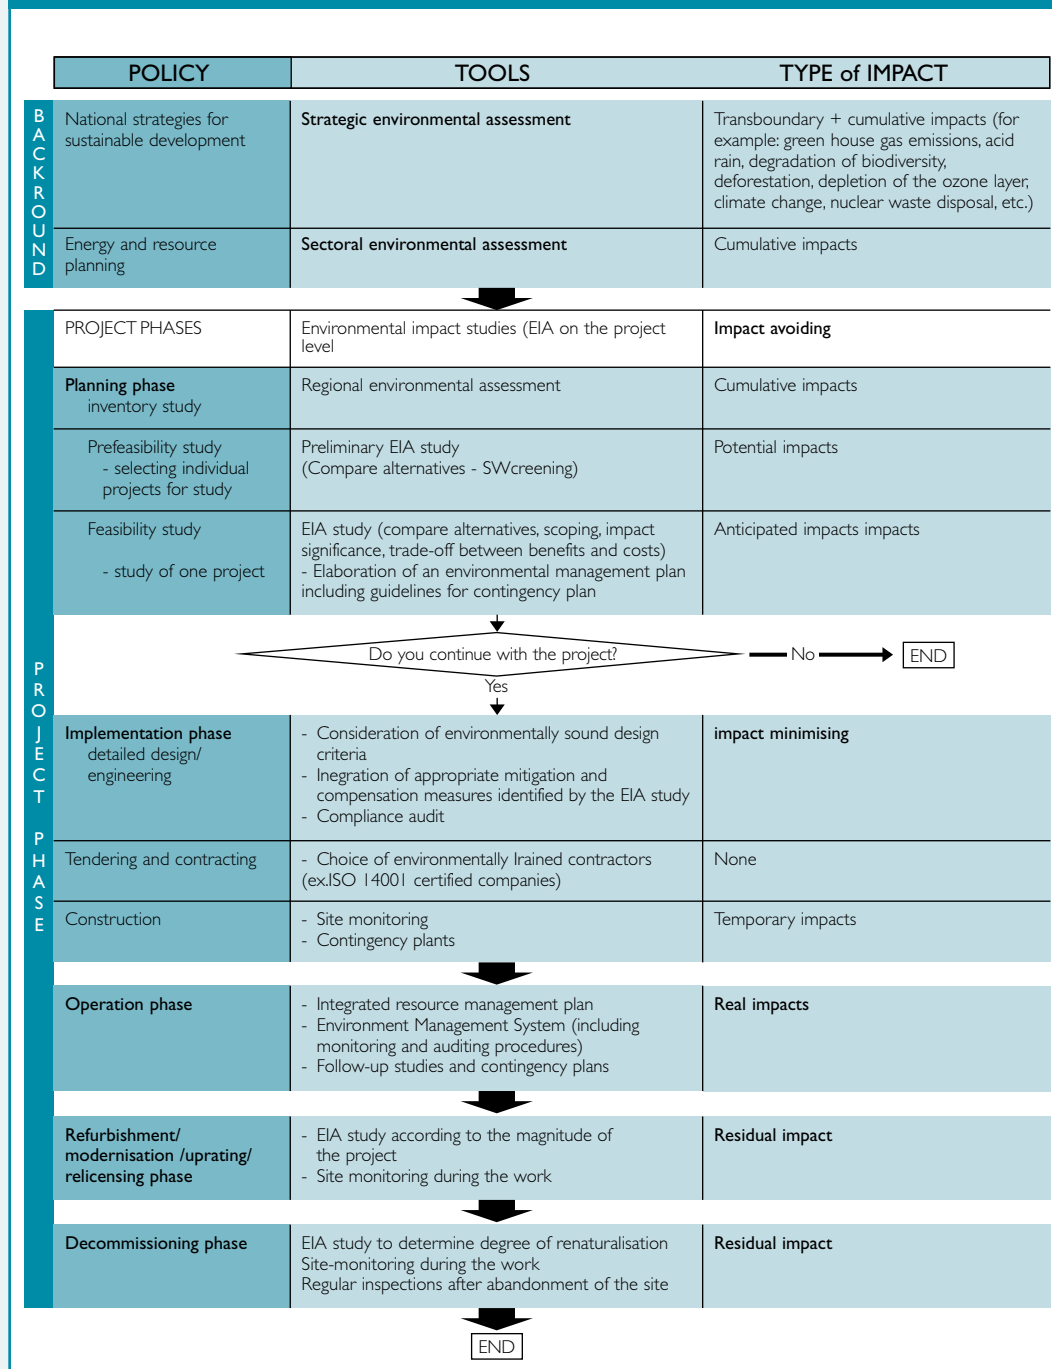 POLICY
TOOLS
TYPE of IMPACT
BACKROUND
National strategies for
sustainable development
Strategic environmental assessment
Transboundary + cumulative impacts (for
example: green house gas emissions, acid
rain, degradation of biodiversity,
deforestation, depletion of the ozone layer,
climate change, nuclear waste disposal, etc.)
Energy and resource
planning
Sectoral environmental assessment
Cumulative impacts
PROJECT PHASE
PROJECT PHASES
Environmental impact studies (EIA on the project
level
Impact avoiding
Planning phase
inventory study
Regional environmental assessment
Cumulative impacts
Prefeasibility study
- selecting individual
projects for study
Preliminary EIA study
(Compare alternatives - SWcreening)
Potential impacts
Feasibility study
- study of one project
EIA study (compare alternatives, scoping, impact
significance, trade-off between benefits and costs)
- Elaboration of an environmental management plan
including guidelines for contingency plan
Anticipated impacts impacts
Do you continue with the project?
No
END
Yes
Implementation phase
detailed design/
engineering
- Consideration of environmentally sound design
criteria
- Inegration of appropriate mitigation and
compensation measures identified by the EIA study
- Compliance audit
impact minimising
Tendering and contracting
- Choice of environmentally Irained contractors
(ex.ISO 14001 certified companies)
None
Construction
- Site monitoring
- Contingency plants
Temporary impacts
Operation phase
- Integrated resource management plan
- Environment Management System (including
monitoring and auditing procedures)
- Follow-up studies and contingency plans
Real impacts
Refurbishment/
modernisation /uprating/
relicensing phase
- EIA study according to the magnitude of
the project
- Site monitoring during the work
Residual impact
Decommissioning phase
EIA study to determine degree of renaturalisation
Site-monitoring during the work
Regular inspections after abandonment of the site
Residual impact
END